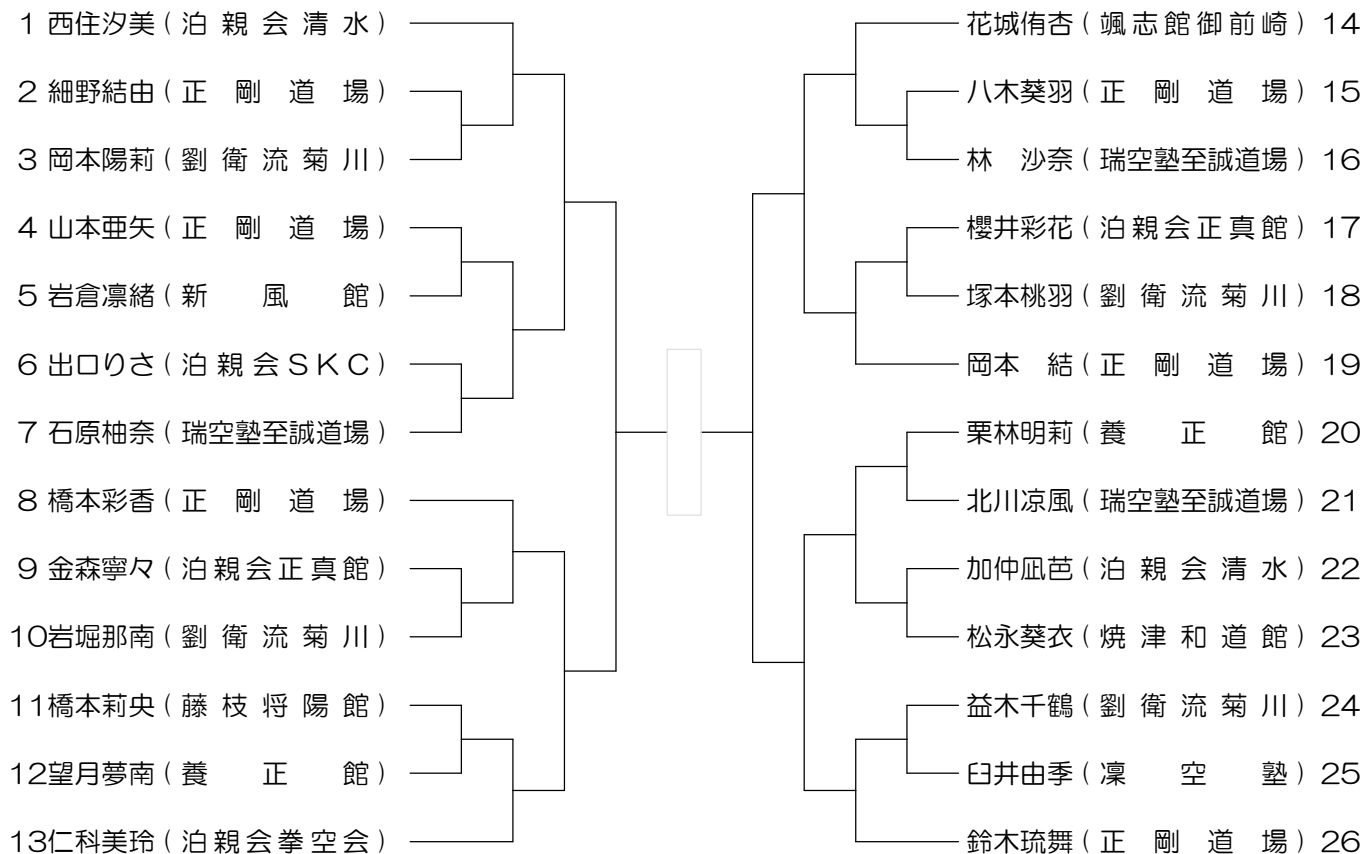 1 西住汐美(泊親会清水)
2 細野結由(正剛道場)
3 岡本陽莉(劉衛流菊川)
4 山本亜矢(正剛道場)
5 岩倉凛緒(新風館)
6 出口りさ(泊親会SKC)
7 石原柚奈(瑞空塾至誠道場)
8 橋本彩香(正剛道場)
9 金森寧々(泊親会正真館)
10岩堀那南(劉衛流菊川)
11橋本莉央(藤枝将陽館)
12望月夢南(養正館)
13仁科美玲(泊親会拳空会)
花城侑杏(颯志館御前崎) 14
八木葵羽(正剛道場) 15
林 沙奈(瑞空塾至誠道場) 16
櫻井彩花(泊親会正真館) 17
塚本桃羽(劉衛流菊川) 18
岡本 結(正剛道場) 19
栗林明莉(養正館) 20
北川凉風(瑞空塾至誠道場) 21
加仲凪芭(泊親会清水) 22
松永葵衣(焼津和道館) 23
益木千鶴(劉衛流菊川) 24
臼井由季(凜空塾) 25
鈴木琉舞(正剛道場) 26